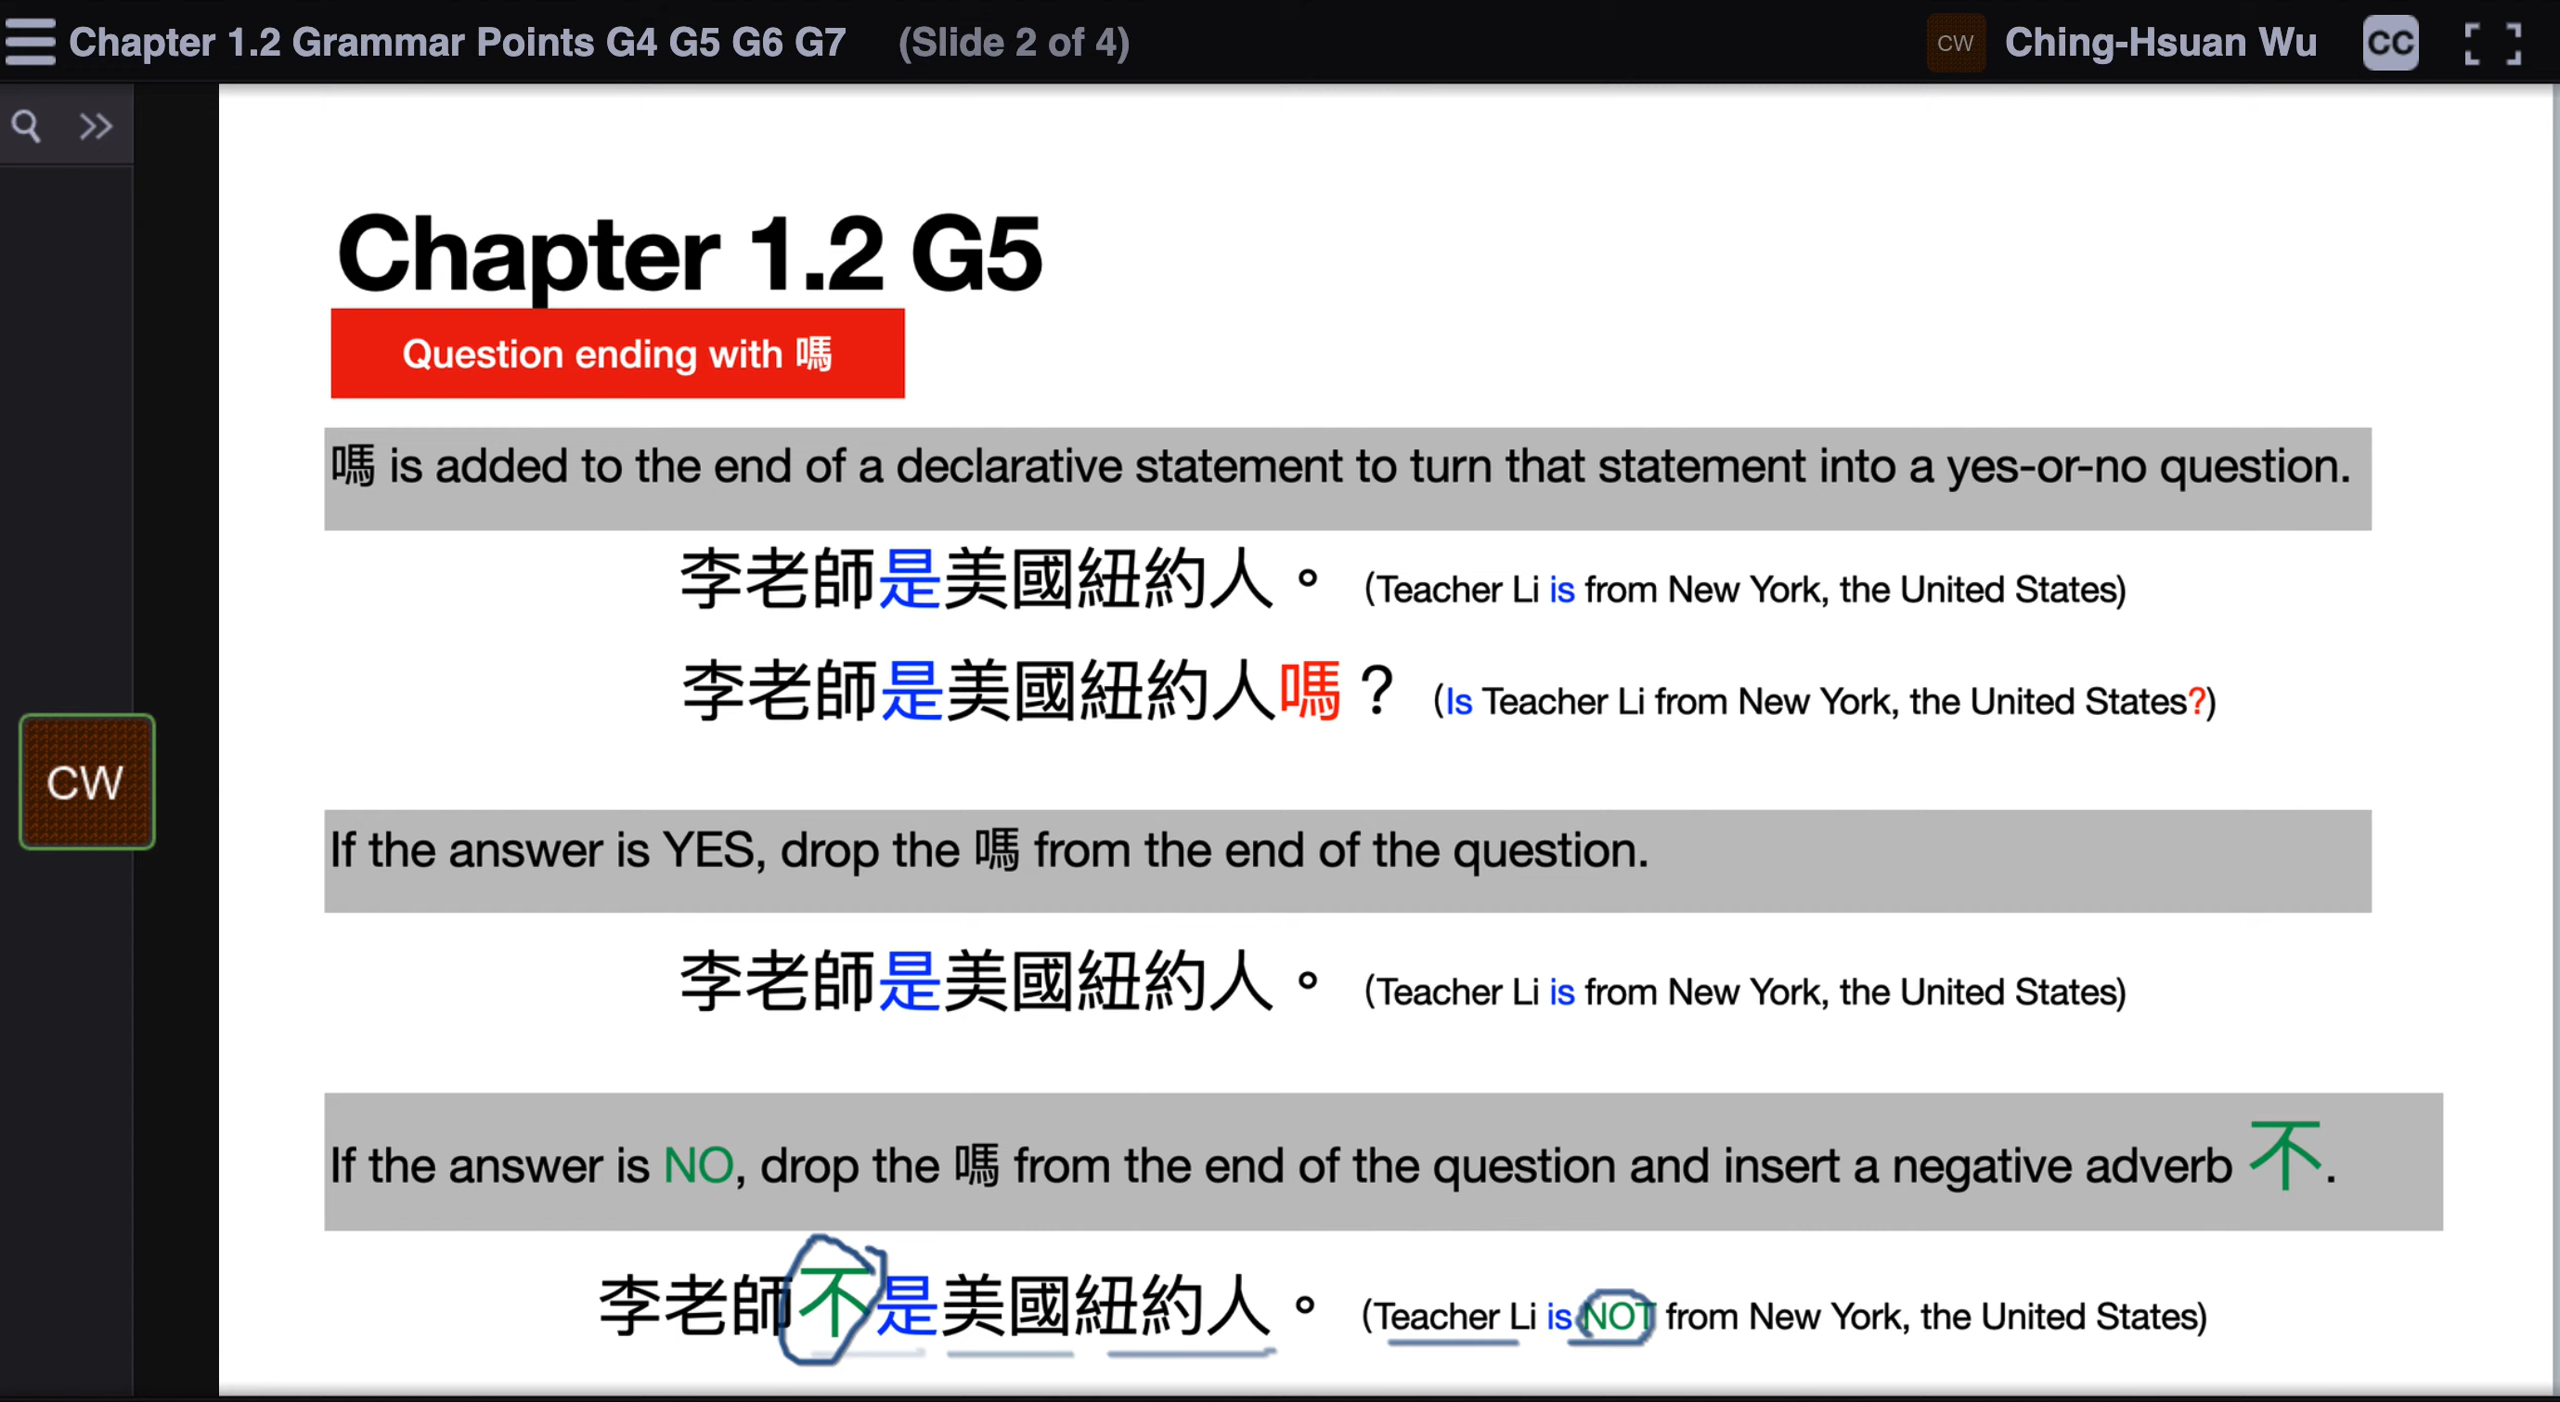 Chapter 1.2 Grammar Points G4 G5 G6 G7 (Slide 2 of 4) CW Ching-Hsuan Wu CC
Chapter 1.2 G5
Question ending with 嗎
嗎 is added to the end of a declarative statement to turn that statement into a yes-or-no question.
李老師是美國紐約人。 (Teacher Li is from New York, the United States)
李老師是美國紐約人嗎？ (Is Teacher Li from New York, the United States?)
CW
If the answer is YES, drop the 嗎 from the end of the question.
李老師是美國紐約人。 (Teacher Li is from New York, the United States)
If the answer is NO, drop the 嗎 from the end of the question and insert a negative adverb 不.
李老師不是美國紐約人。 (Teacher Li is NOT from New York, the United States)